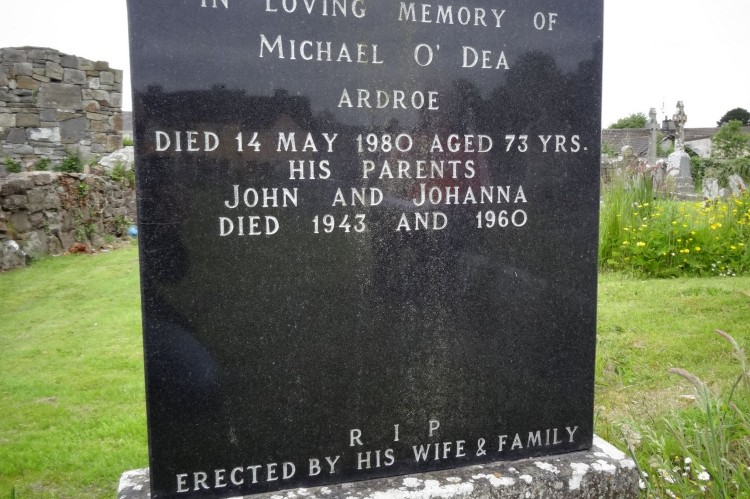 IN LOVING MEMORY OF
MICHAEL O' DEA
ARDROE
DIED 14 MAY 1980 AGED 73 YRS.
HIS PARENTS
JOHN AND JOHANNA
DIED 1943 AND 1960
R I P
ERECTED BY HIS WIFE & FAMILY